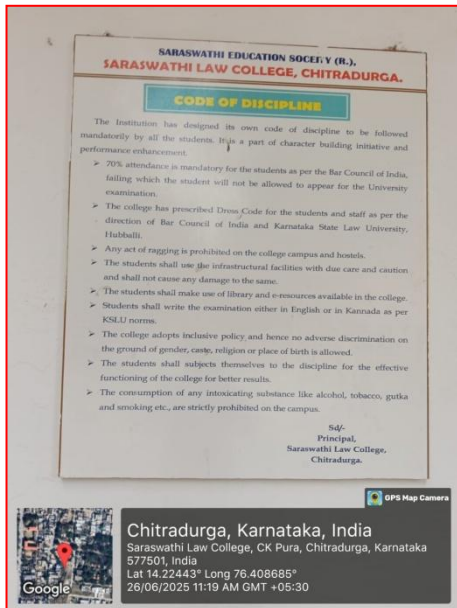 SARASWATHI EDUCATION SOCETY (R.),
SARASWATHI LAW COLLEGE, CHITRADURGA.
CODE OF DISCIPLINE
The Institution has designed its own code of discipline to be followed
mandatorily by all the students. It is a part of character building initiative and
performance enhancement.
➢ 70% attendance is mandatory for the students as per the Bar Council of India,
failing which the student will not be allowed to appear for the University
examination.
➢ The college has prescribed Dress Code for the students and staff as per the
direction of Bar Council of India and Karnataka State Law University,
Hubballi.
➢ Any act of ragging is prohibited on the college campus and hostels.
➢ The students shall use the infrastructural facilities with due care and caution
and shall not cause any damage to the same.
➢ The students shall make use of library and e-resources available in the college.
➢ Students shall write the examination either in English or in Kannada as per
KSLU norms.
➢ The college adopts inclusive policy and hence no adverse discrimination on
the ground of gender, caste, religion or place of birth is allowed.
➢ The students shall subjects themselves to the discipline for the effective
functioning of the college for better results.
➢ The consumption of any intoxicating substance like alcohol, tobacco, gutka
and smoking etc., are strictly prohibited on the campus.
Sd/-
Principal,
Saraswathi Law College,
Chitradurga.
GPS Map Camera
Google
Chitradurga, Karnataka, India
Saraswathi Law College, CK Pura, Chitradurga, Karnataka
577501, India
Lat 14.22443° Long 76.408685°
26/06/2025 11:19 AM GMT +05:30